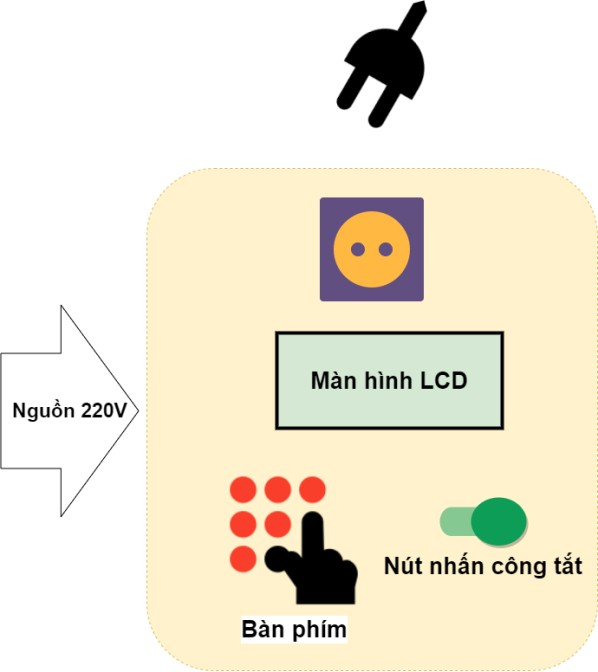 Màn hình LCD
Nguồn 220V
Nút nhấn công tắt
Bàn phím